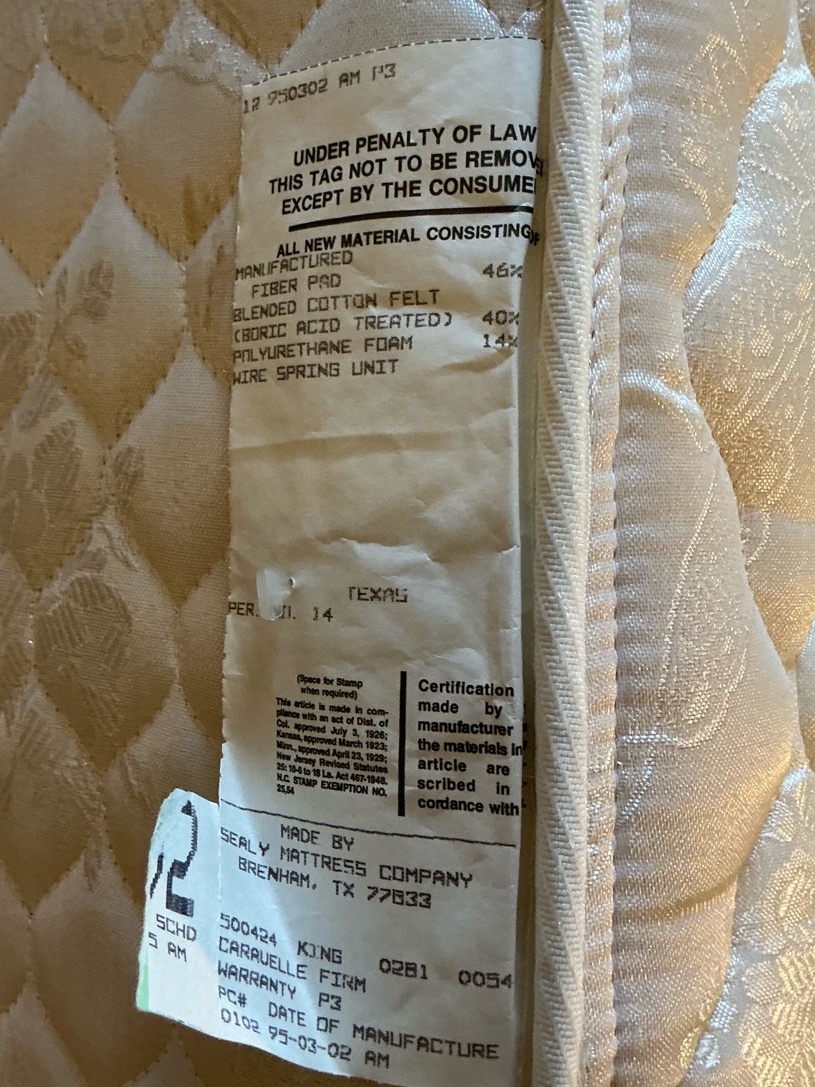 12 950302 AM P3
UNDER PENALTY OF LAW
THIS TAG NOT TO BE REMOV
EXCEPT BY THE CONSUME
ALL NEW MATERIAL CONSISTING
MANUFACTURED
FIBER PAD 46%
BLENDED COTTON FELT
(BORIC ACID TREATED) 40%
POLYURETHANE FOAM 14%
WIRE SPRING UNIT
TEXAS
PER. 14
(Space for Stamp
when required)
This article is made in com-
pliance with an act of Dist. of
Col. approved July 3, 1926;
Kansas, approved March 1923;
Minn., approved April 23, 1929;
New Jersey Revised Statutes
25:10-6 to 18 La. Act 467-1948.
N.C. STAMP EXEMPTION NO.
25,54
Certification
made by
manufacturer
the materials in
article are
scribed in
cordance with
MADE BY
SEALY MATTRESS COMPANY
BRENHAM, TX 77833
2
SCHD
5 AM
500424 KING 0281 0054
CARAVELLE FIRM
WARRANTY P3
PC# DATE OF MANUFACTURE
0102 95-03-02 AM